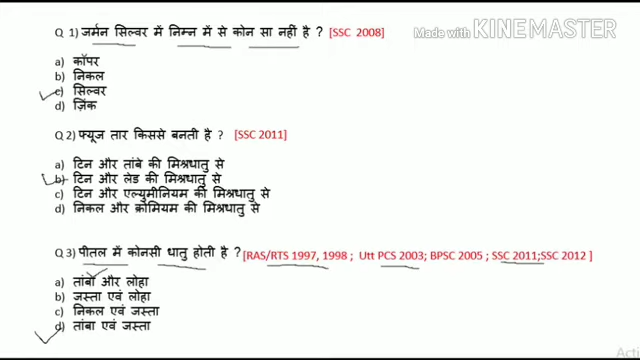 Q 1) जर्मन सिल्वर में निम्न में से कोन सा नहीं है ? [SSC 2008]
Made with KINEMASTER
a) कॉपर
b) निकल
c) सिल्वर
d) ज़िंक
Q 2) फ्यूज तार किससे बनती है ? [SSC 2011]
a) टिन और तांबे की मिश्रधातु से
b) टिन और लेड की मिश्रधातु से
c) टिन और एल्युमीनियम की मिश्रधातु से
d) निकल और क्रोमियम की मिश्रधातु से
Q 3) पीतल में कोनसी धातु होती है ? [RAS/RTS 1997, 1998 ; Utt PCS 2003; BPSC 2005 ; SSC 2011;SSC 2012 ]
a) तांबा और लोहा
b) जस्ता एवं लोहा
c) निकल एवं जस्ता
d) तांबा एवं जस्ता